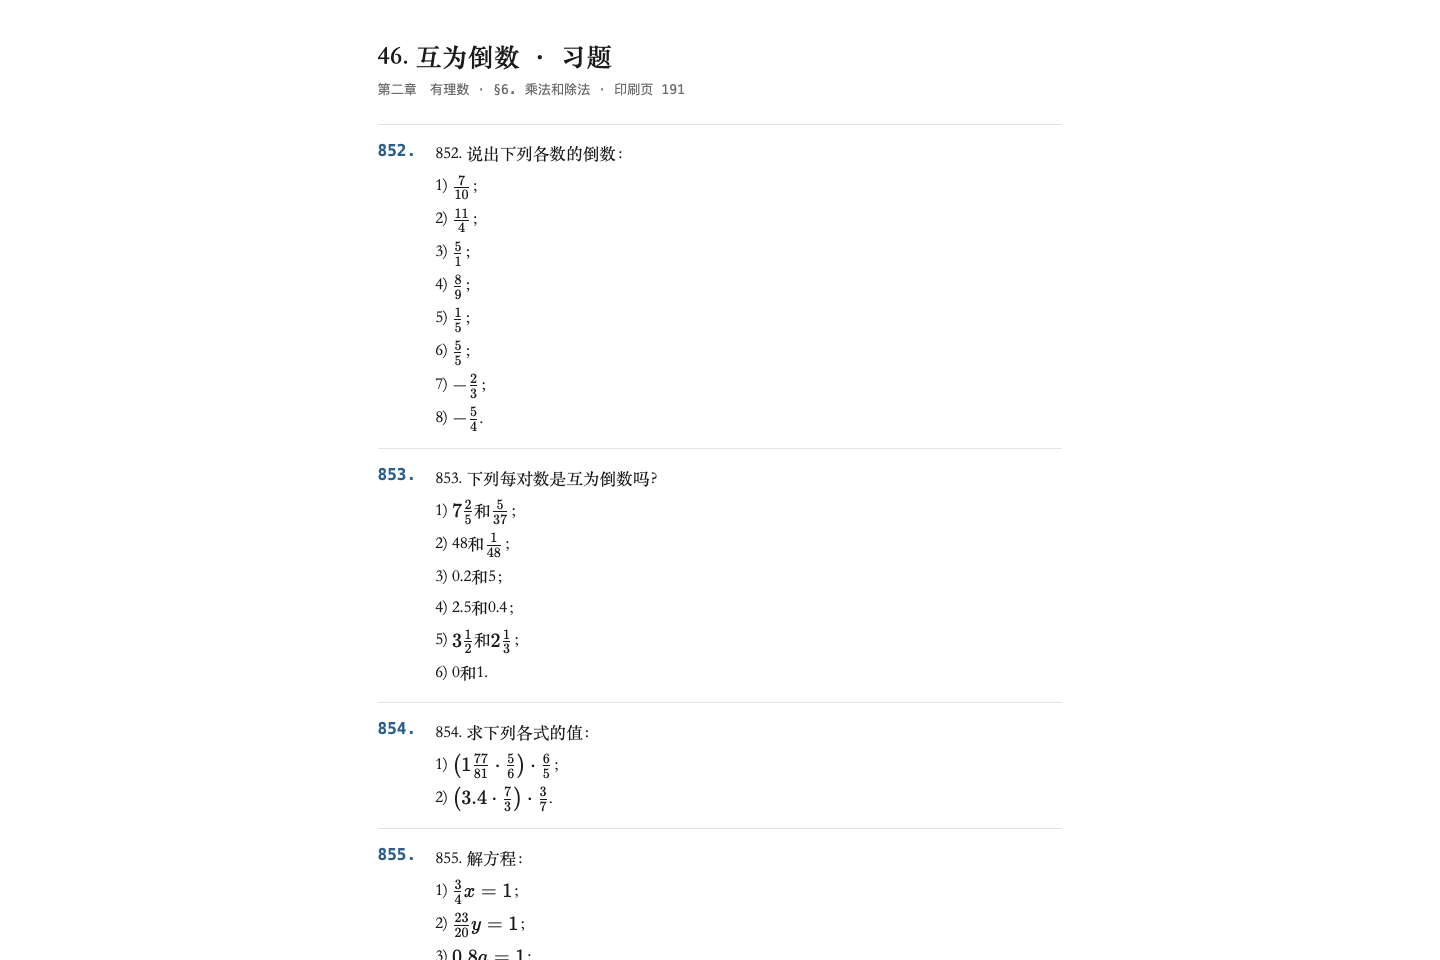 46. 互为倒数 · 习题
第二章 有理数 · §6. 乘法和除法 · 印刷页 191
852. 852. 说出下列各数的倒数:
1) 7/10;
2) 11/4;
3) 5/1;
4) 8/9;
5) 1/5;
6) 5/5;
7) −2/3;
8) −5/4.
853. 853. 下列每对数是互为倒数吗?
1) 7 2/5和5/37;
2) 48和1/48;
3) 0.2和5;
4) 2.5和0.4;
5) 3 1/2和2 1/3;
6) 0和1.
854. 854. 求下列各式的值:
1) (1 77/81 · 5/6) · 6/5;
2) (3.4 · 7/3) · 3/7.
855. 855. 解方程:
1) 3/4 x = 1;
2) 23/20 y = 1;
3) 0.8a = 1;